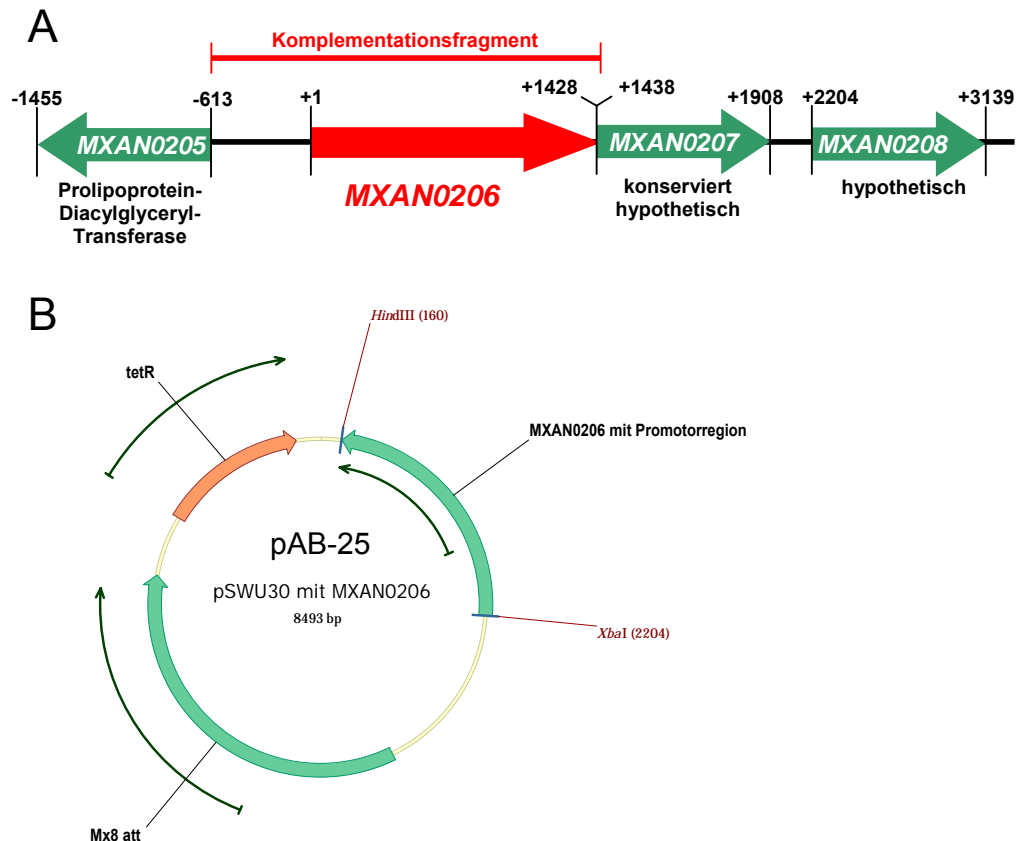 A
Komplementationsfragment
-1455
-613
+1
+1428
+1438
+1908
+2204
+3139
MXAN0205
MXAN0206
MXAN0207
MXAN0208
Prolipoprotein-
Diacylglyceryl-
Transferase
konserviert
hypothetisch
hypothetisch
B
HindIII (160)
tetR
MXAN0206 mit Promotorregion
pAB-25
pSWU30 mit MXAN0206
8493 bp
XbaI (2204)
Mx8 att